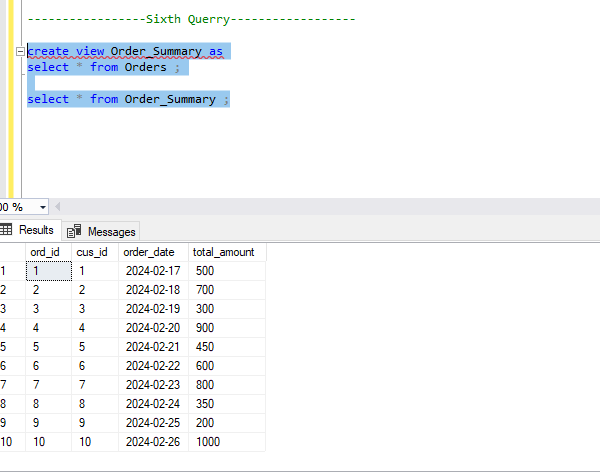 -----------------Sixth Querry------------------
create view Order_Summary as
select * from Orders ;
select * from Order_Summary ;
00 %
Results Messages
ord_id cus_id order_date total_amount
1 1 1 2024-02-17 500
2 2 2 2024-02-18 700
3 3 3 2024-02-19 300
4 4 4 2024-02-20 900
5 5 5 2024-02-21 450
6 6 6 2024-02-22 600
7 7 7 2024-02-23 800
8 8 8 2024-02-24 350
9 9 9 2024-02-25 200
10 10 10 2024-02-26 1000